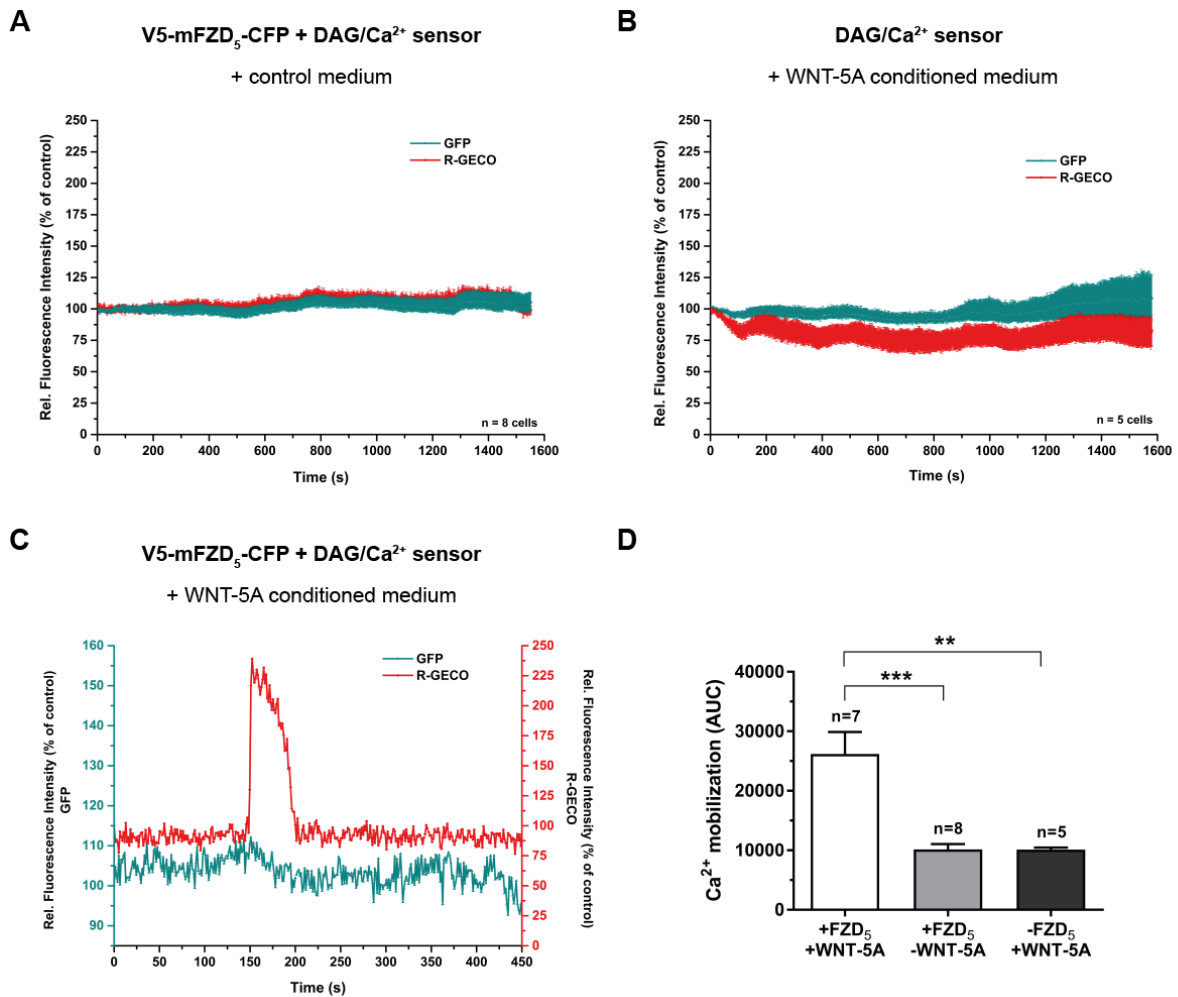 A
V5-mFZD5-CFP + DAG/Ca2+ sensor
+ control medium
Rel. Fluorescence Intensity (% of control)
250
225
200
175
150
125
100
75
50
25
0
GFP
R-GECO
n = 8 cells
0 200 400 600 800 1000 1200 1400 1600
Time (s)
B
DAG/Ca2+ sensor
+ WNT-5A conditioned medium
Rel. Fluorescence Intensity (% of control)
250
225
200
175
150
125
100
75
50
25
0
GFP
R-GECO
n = 5 cells
0 200 400 600 800 1000 1200 1400 1600
Time (s)
C
V5-mFZD5-CFP + DAG/Ca2+ sensor
+ WNT-5A conditioned medium
Rel. Fluorescence Intensity (% of control)
GFP
160
150
140
130
120
110
100
90
GFP
R-GECO
250
225
200
175
150
125
100
75
50
25
0
Rel. Fluorescence Intensity (% of control)
R-GECO
0 50 100 150 200 250 300 350 400 450
Time (s)
D
Ca2+ mobilization (AUC)
40000
30000
20000
10000
0
**
***
n=7
n=8
n=5
+FZD5 +FZD5 -FZD5
+WNT-5A -WNT-5A +WNT-5A